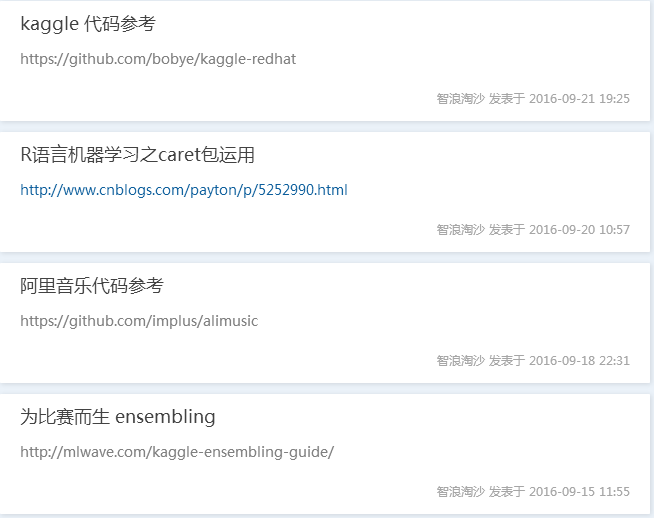 kaggle 代码参考
https://github.com/bobye/kaggle-redhat
智浪淘沙 发表于 2016-09-21 19:25
R语言机器学习之caret包运用
http://www.cnblogs.com/payton/p/5252990.html
智浪淘沙 发表于 2016-09-20 10:57
阿里音乐代码参考
https://github.com/implus/alimusic
智浪淘沙 发表于 2016-09-18 22:31
为比赛而生 ensembling
http://mlwave.com/kaggle-ensembling-guide/
智浪淘沙 发表于 2016-09-15 11:55